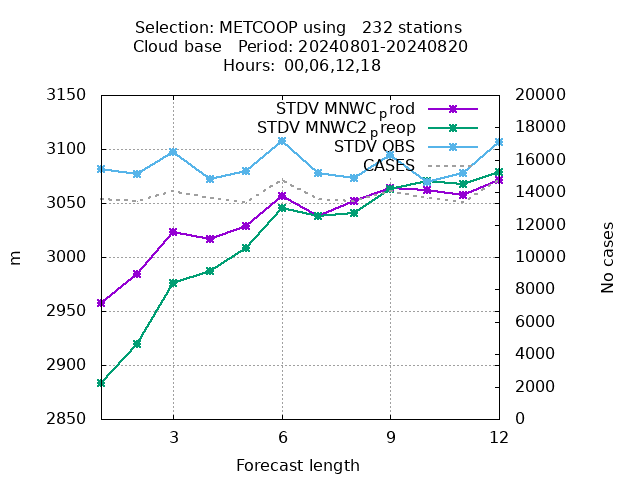 Selection: METCOOP using   232 stations
Cloud base   Period: 20240801-20240820
Hours: 00,06,12,18
STDV MNWC_prod
STDV MNWC2_preop
STDV OBS
CASES
3150
3100
3050
3000
2950
2900
2850
20000
18000
16000
14000
12000
10000
8000
6000
4000
2000
0
m
No cases
3
6
9
12
Forecast length